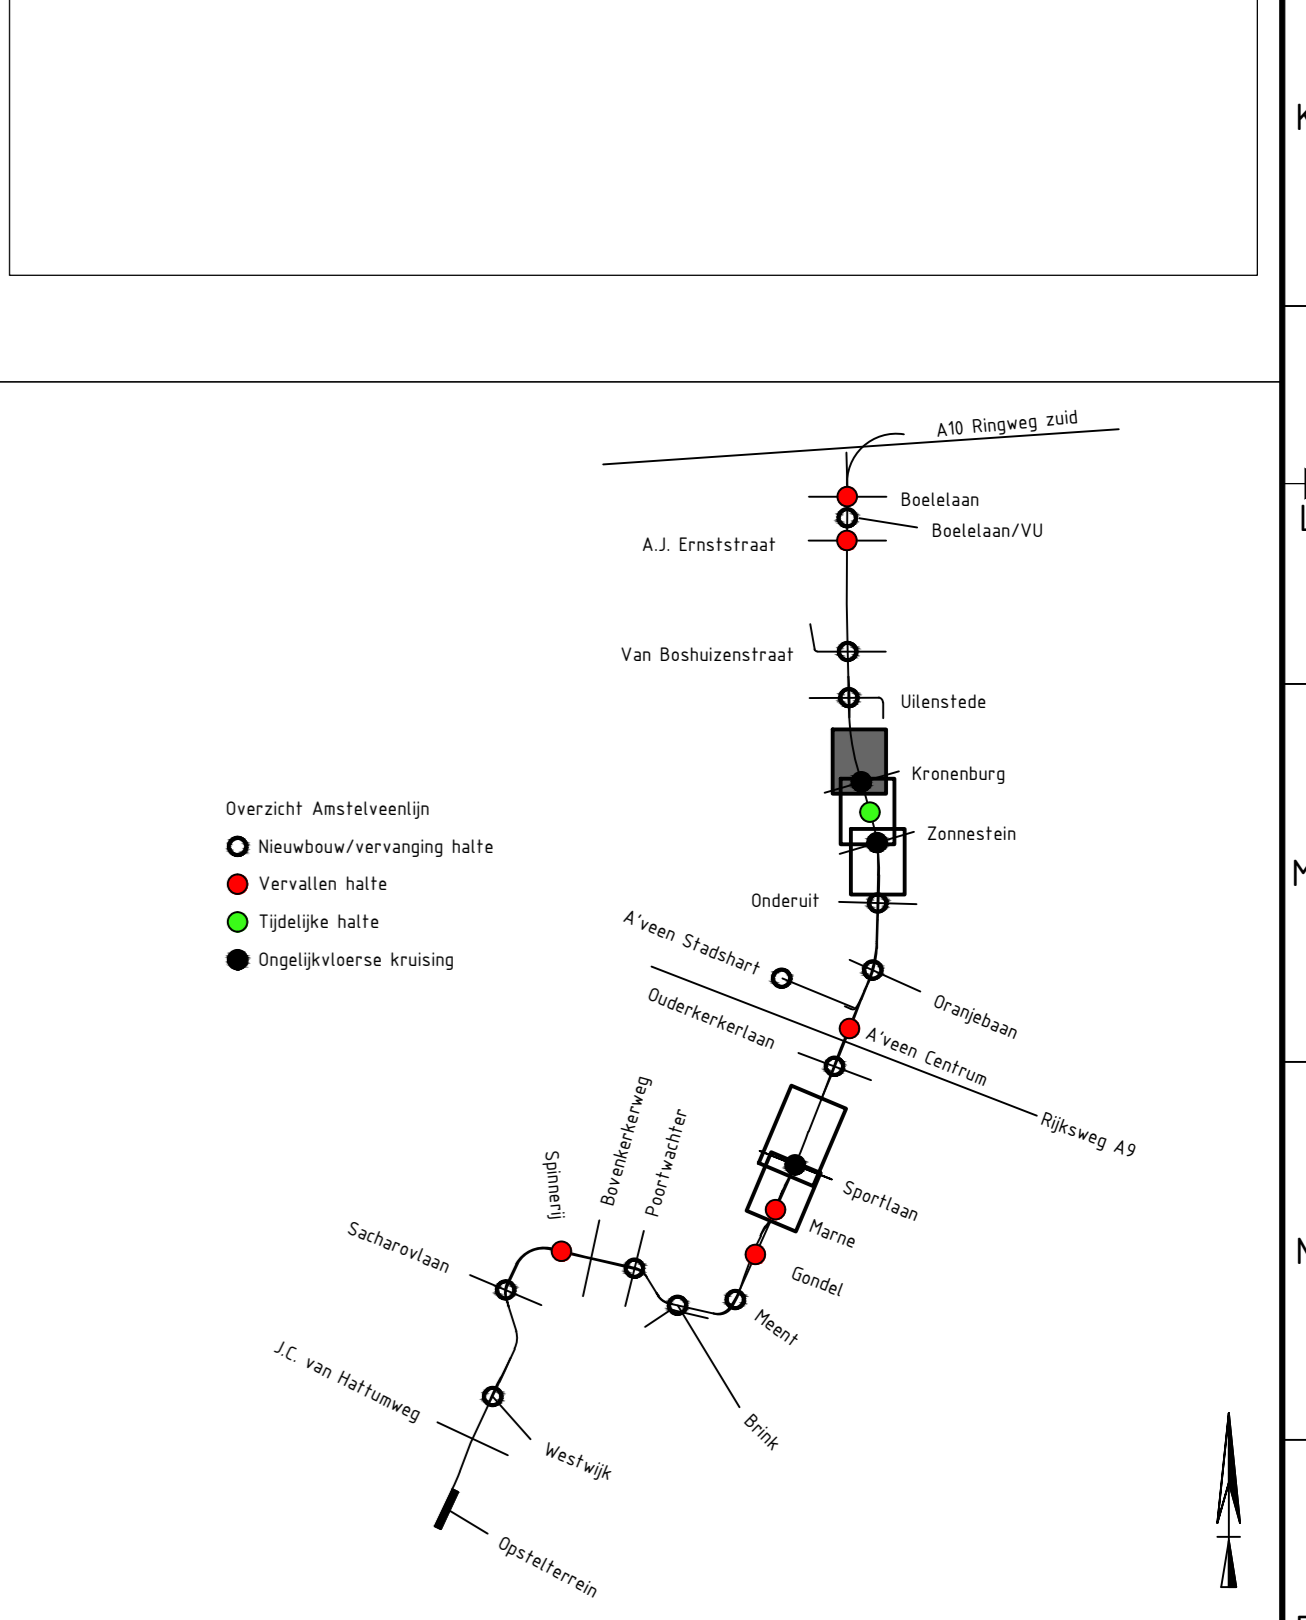 K
A10 Ringweg zuid
Boelelaan
L
Boelelaan/VU
A.J. Ernststraat
Van Boshuizenstraat
Uilenstede
Kronenburg
Overzicht Amstelveenlijn
Nieuwbouw/vervanging halte
Vervallen halte
Tijdelijke halte
Ongelijkvloerse kruising
Zonnestein
M
Onderuit
A'veen Stadshart
Oranjebaan
Ouderkerkerlaan
A'veen Centrum
Rijksweg A9
Bovenkerkerweg
Poortwachter
Spinnerij
Sportlaan
Marne
Sacharovlaan
Gondel
Meent
J.C. van Hattumweg
Brink
Westwijk
Opstelterrein